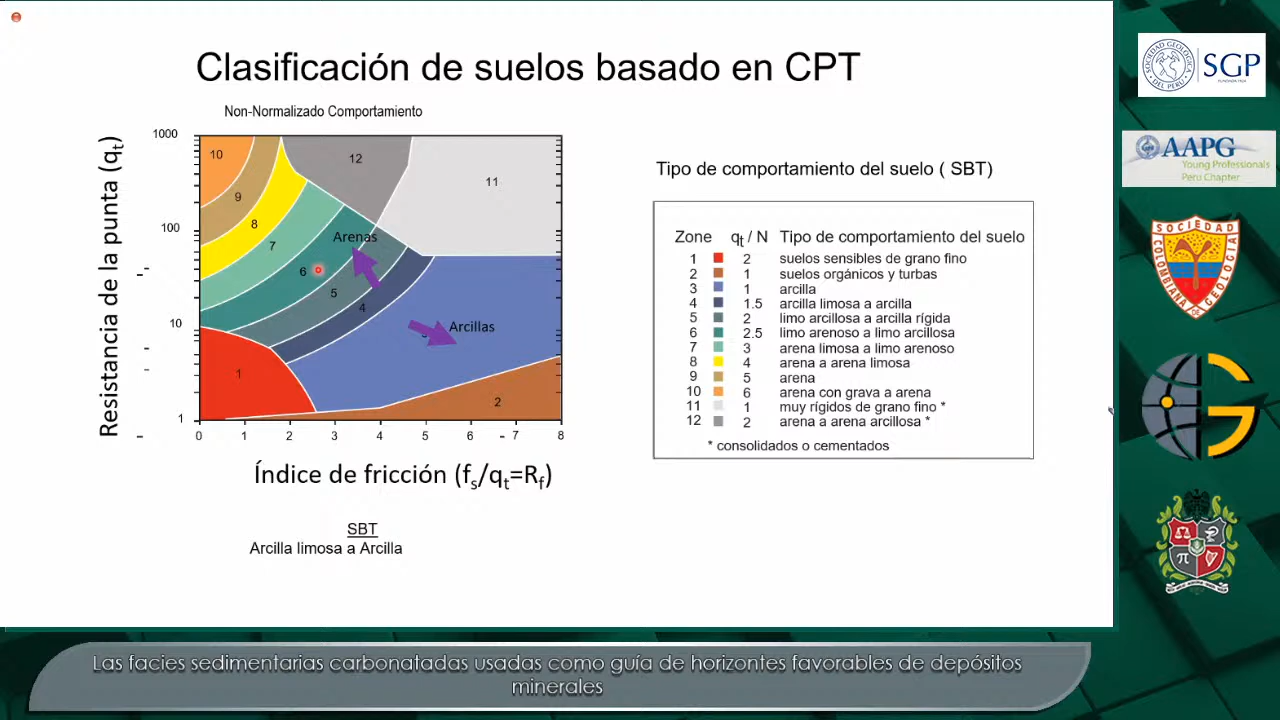 Clasificación de suelos basado en CPT
Non-Normalizado Comportamiento
Resistancia de la punta (qt)
1000
100
10
1
10
9
8
7
6
5
4
12
11
1
2
Arenas
Arcillas
0 1 2 3 4 5 6 7 8
Índice de fricción (fs/qt=Rf)
SBT
Arcilla limosa a Arcilla
Tipo de comportamiento del suelo ( SBT)
Zone qt / N Tipo de comportamiento del suelo
1 2 suelos sensibles de grano fino
2 1 suelos orgánicos y turbas
3 1 arcilla
4 1.5 arcilla limosa a arcilla
5 2 limo arcillosa a arcilla rígida
6 2.5 limo arenoso a limo arcillosa
7 3 arena limosa a limo arenoso
8 4 arena a arena limosa
9 5 arena
10 6 arena con grava a arena
11 1 muy rígidos de grano fino *
12 2 arena a arena arcillosa *
* consolidados o cementados
SOCIEDAD GEOLÓGICA DEL PERÚ
SGP
AAPG
Young Professionals
Peru Chapter
SOCIEDAD
COLOMBIANA
DE GEOLOGIA
Las facies sedimentarias carbonatadas usadas como guía de horizontes favorables de depósitos
minerales